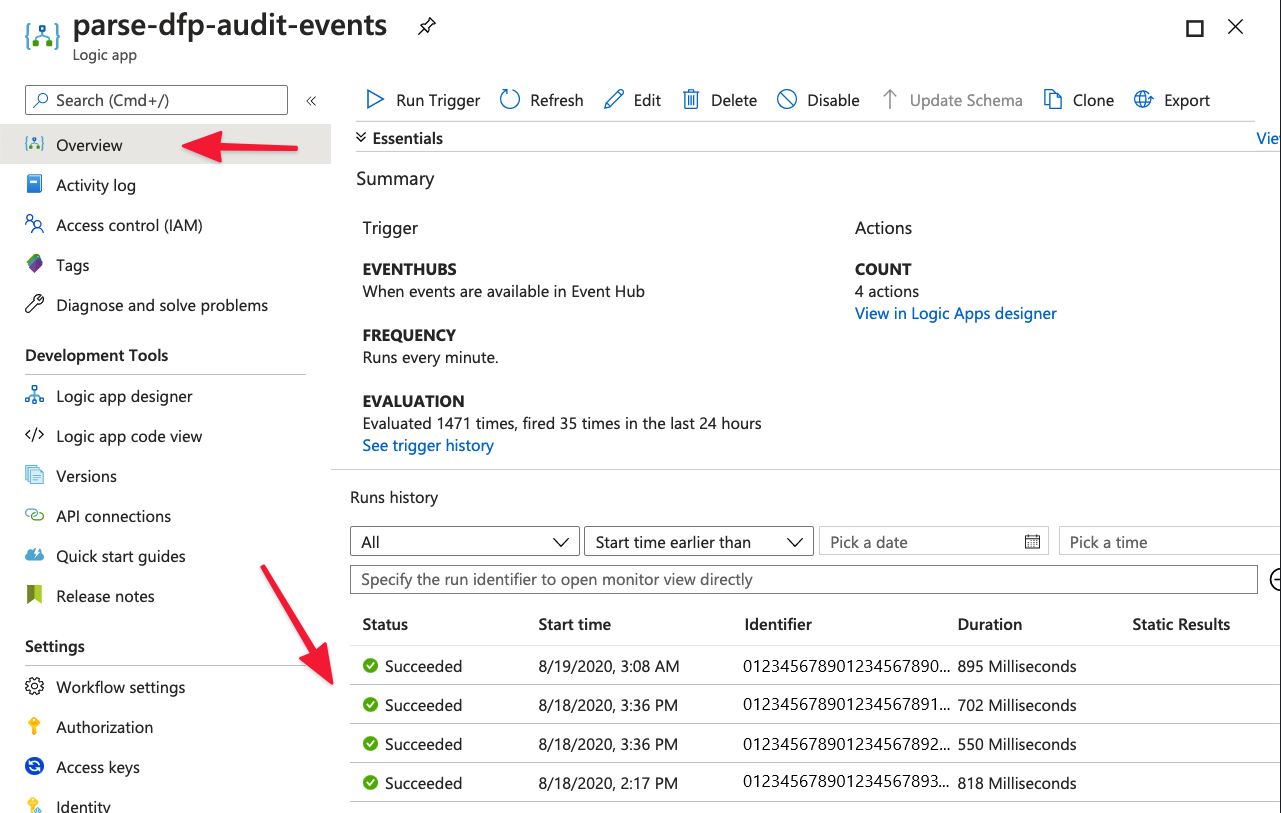 parse-dfp-audit-events
Logic app
Search (Cmd+/)
«
Overview
Activity log
Access control (IAM)
Tags
Diagnose and solve problems
Development Tools
Logic app designer
Logic app code view
Versions
API connections
Quick start guides
Release notes
Settings
Workflow settings
Authorization
Access keys
Identity
Run Trigger Refresh Edit Delete Disable Update Schema Clone Export
Essentials
Vie
Summary
Trigger
EVENTHUBS
When events are available in Event Hub
FREQUENCY
Runs every minute.
EVALUATION
Evaluated 1471 times, fired 35 times in the last 24 hours
See trigger history
Actions
COUNT
4 actions
View in Logic Apps designer
Runs history
All Start time earlier than Pick a date Pick a time
Specify the run identifier to open monitor view directly
Status Start time Identifier Duration Static Results
Succeeded 8/19/2020, 3:08 AM 012345678901234567890... 895 Milliseconds
Succeeded 8/18/2020, 3:36 PM 012345678901234567891... 702 Milliseconds
Succeeded 8/18/2020, 3:36 PM 012345678901234567892... 550 Milliseconds
Succeeded 8/18/2020, 2:17 PM 012345678901234567893... 818 Milliseconds